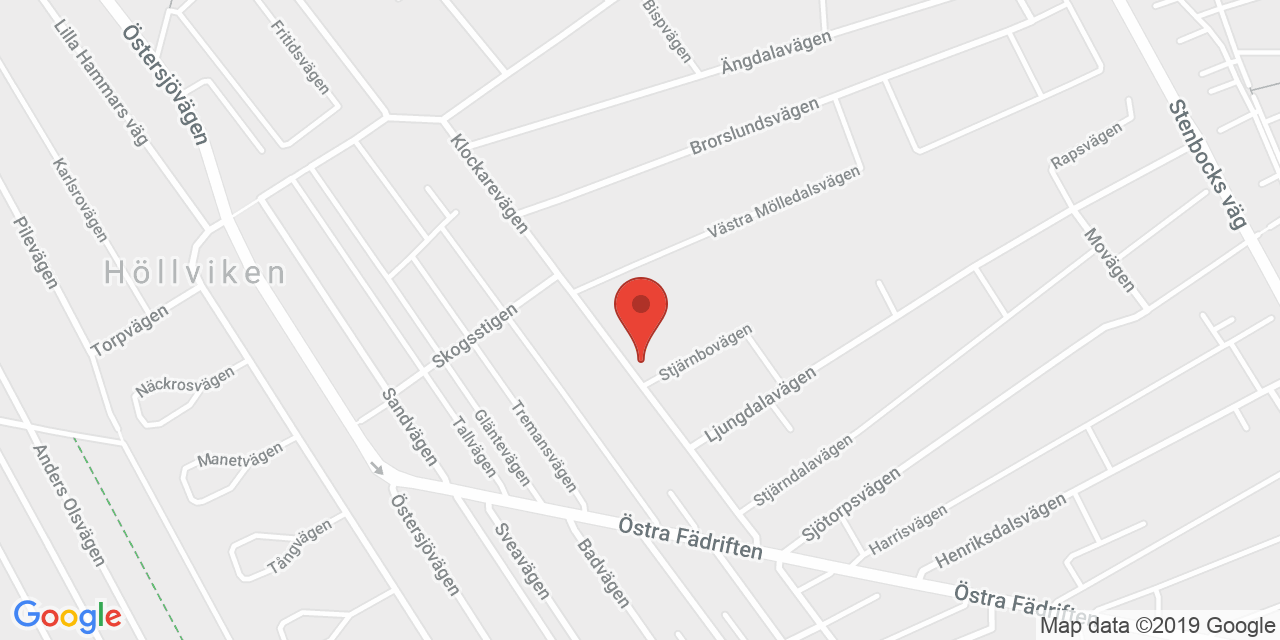 Bispvägen
Östersjövägen
Lilla Hammars väg
Fritidsvägen
Ängdalavägen
Brorslundsvägen
Stenbocks väg
Klockarevägen
Rapsvägen
Karlsrovägen
Västra Mölledalsvägen
Pilevägen
Movägen
Höllviken
Torpvägen
Skogsstigen
Stjärnbovägen
Näckrosvägen
Ljungdalavägen
Sandvägen
Tallvägen
Gläntevägen
Tremansvägen
Manetvägen
Anders Olsvägen
Stjärndalavägen
Sjötorpsvägen
Harrisvägen
Henriksdalsvägen
Östra Fädriften
Tångvägen
Östersjövägen
Sveavägen
Badvägen
Östra Fädriften
Google
Map data ©2019 Google